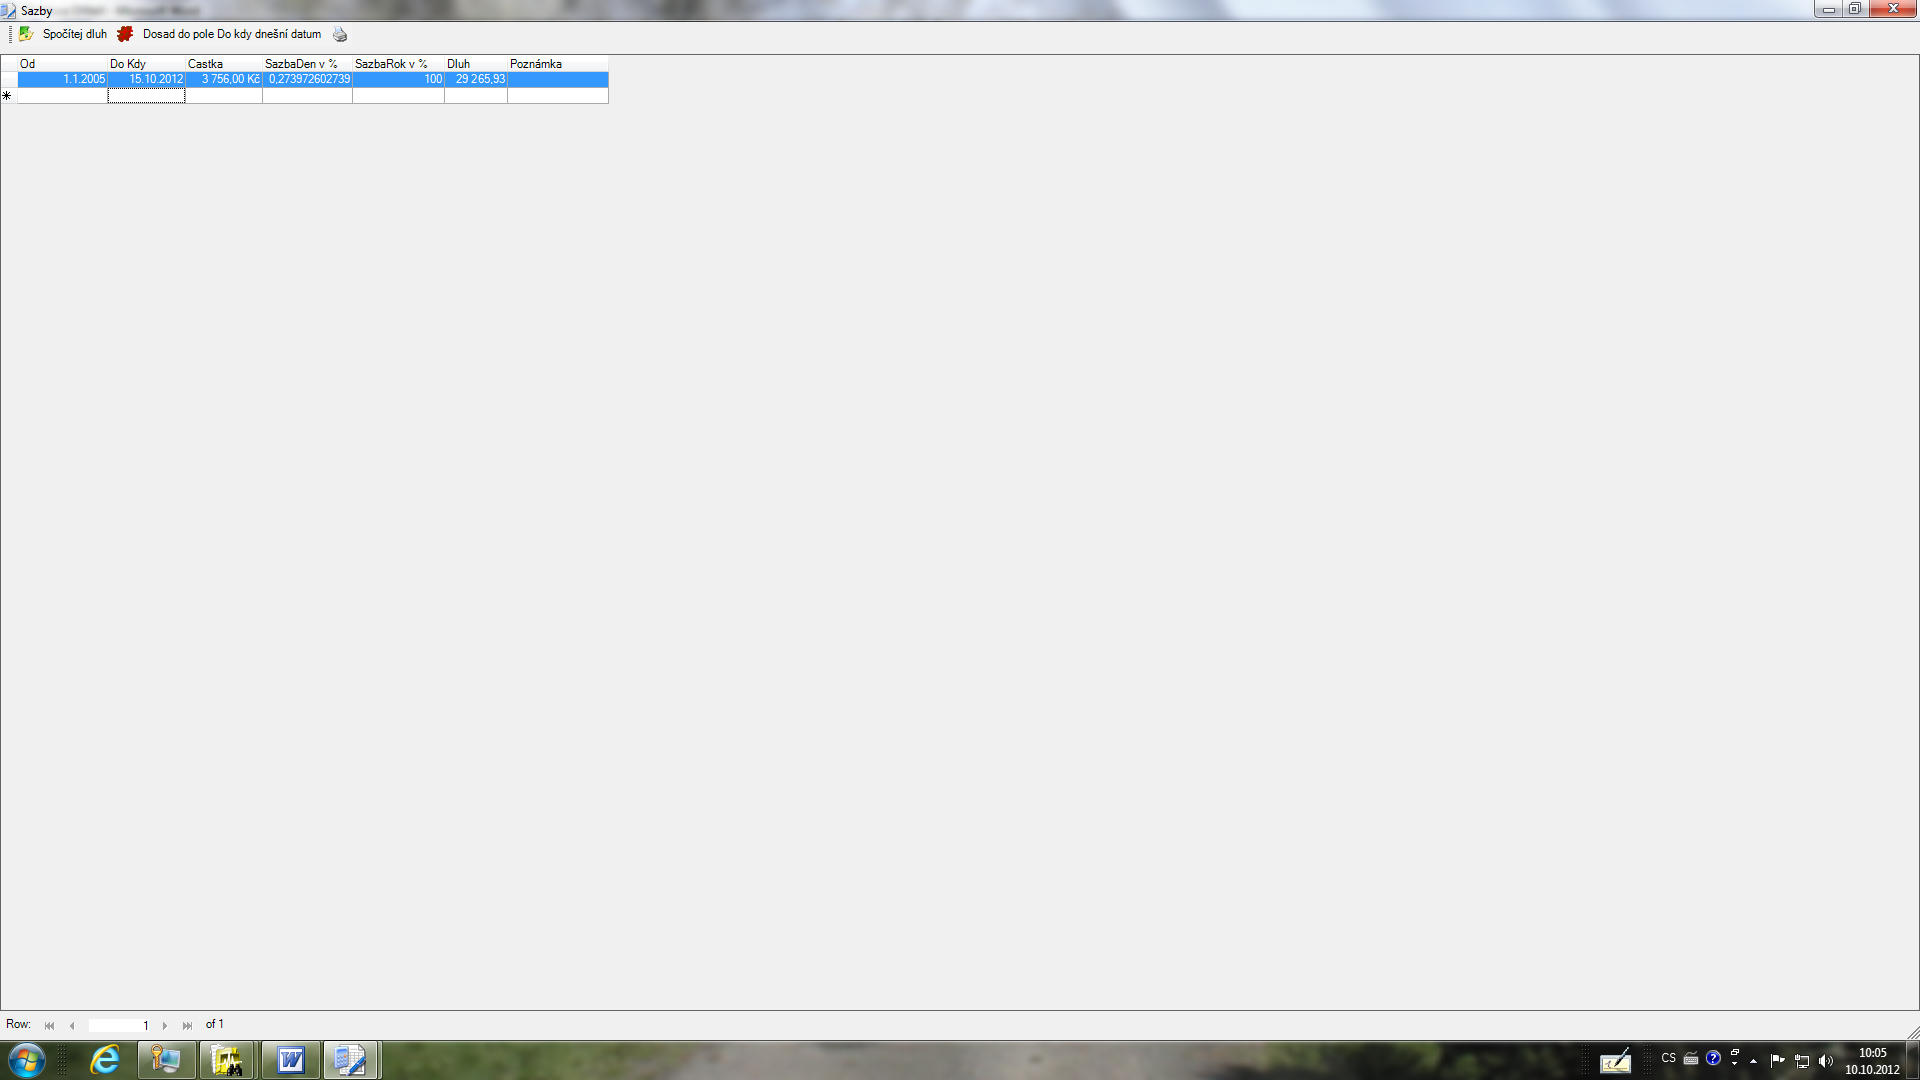 Sazby
Spočítej dluh Dosad do pole Do kdy dnešní datum
Od Do Kdy Castka SazbaDen v % SazbaRok v % Dluh Poznámka
1.1.2005 15.10.2012 3 756,00 Kč 0,273972602739 100 29 265,93
Row: 1 of 1
CS 10:05
10.10.2012